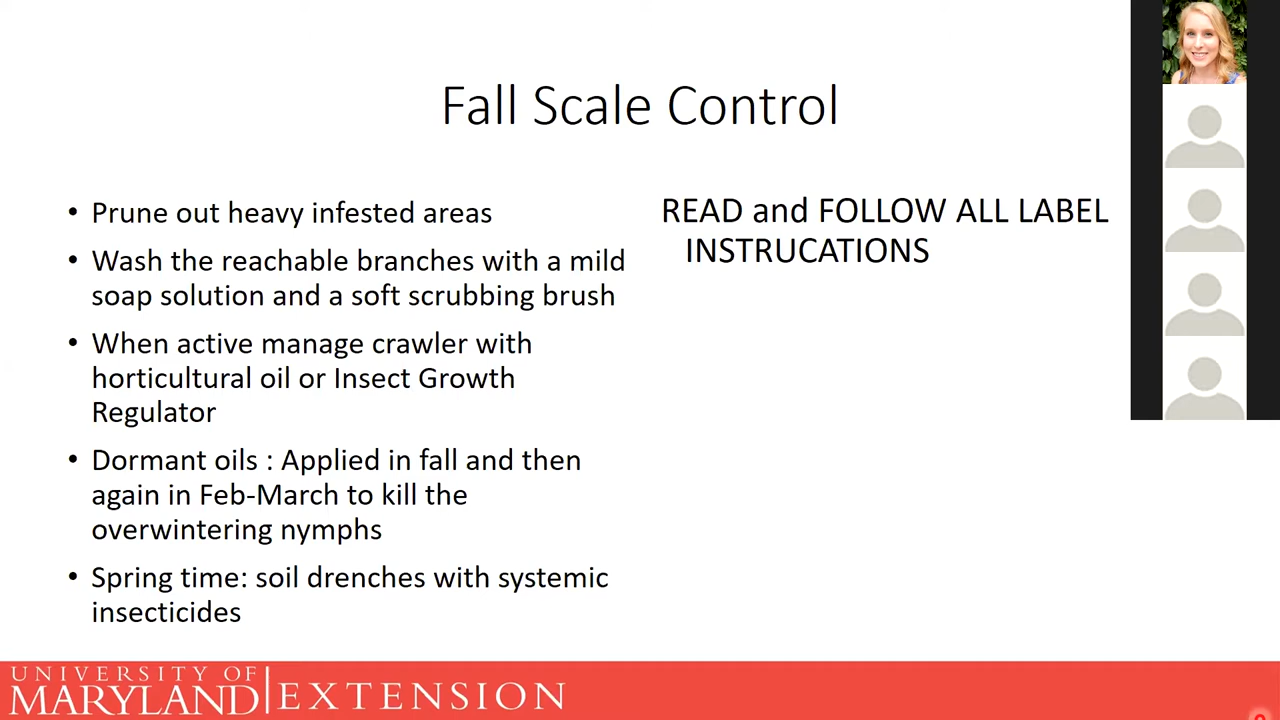 Fall Scale Control
• Prune out heavy infested areas
• Wash the reachable branches with a mild
soap solution and a soft scrubbing brush
• When active manage crawler with
horticultural oil or Insect Growth
Regulator
• Dormant oils : Applied in fall and then
again in Feb-March to kill the
overwintering nymphs
• Spring time: soil drenches with systemic
insecticides
READ and FOLLOW ALL LABEL
INSTRUCATIONS
UNIVERSITY OF
MARYLAND
EXTENSION